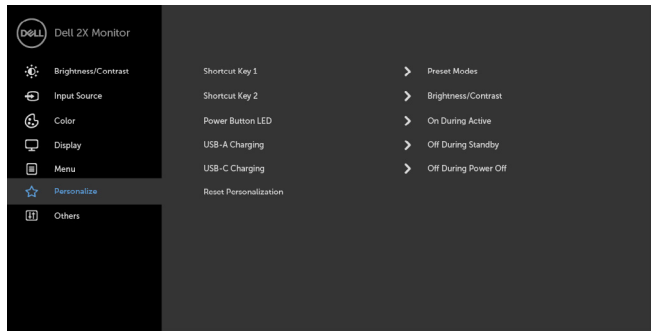 DELL Dell 2X Monitor
Brightness/Contrast Shortcut Key 1 Preset Modes
Input Source Shortcut Key 2 Brightness/Contrast
Color Power Button LED On During Active
Display USB-A Charging Off During Standby
Menu USB-C Charging Off During Power Off
Personalize Reset Personalization
Others